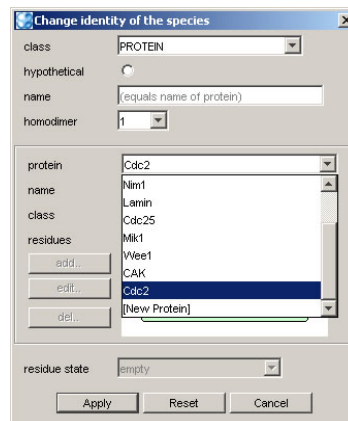 Change identity of the species
class PROTEIN
hypothetical
name (equals name of protein)
homodimer 1
protein Cdc2
name Nim1
Lamin
class Cdc25
residues Mik1
Wee1
add..
CAK
edit..
Cdc2
[New Protein]
del..
residue state empty
Apply Reset Cancel